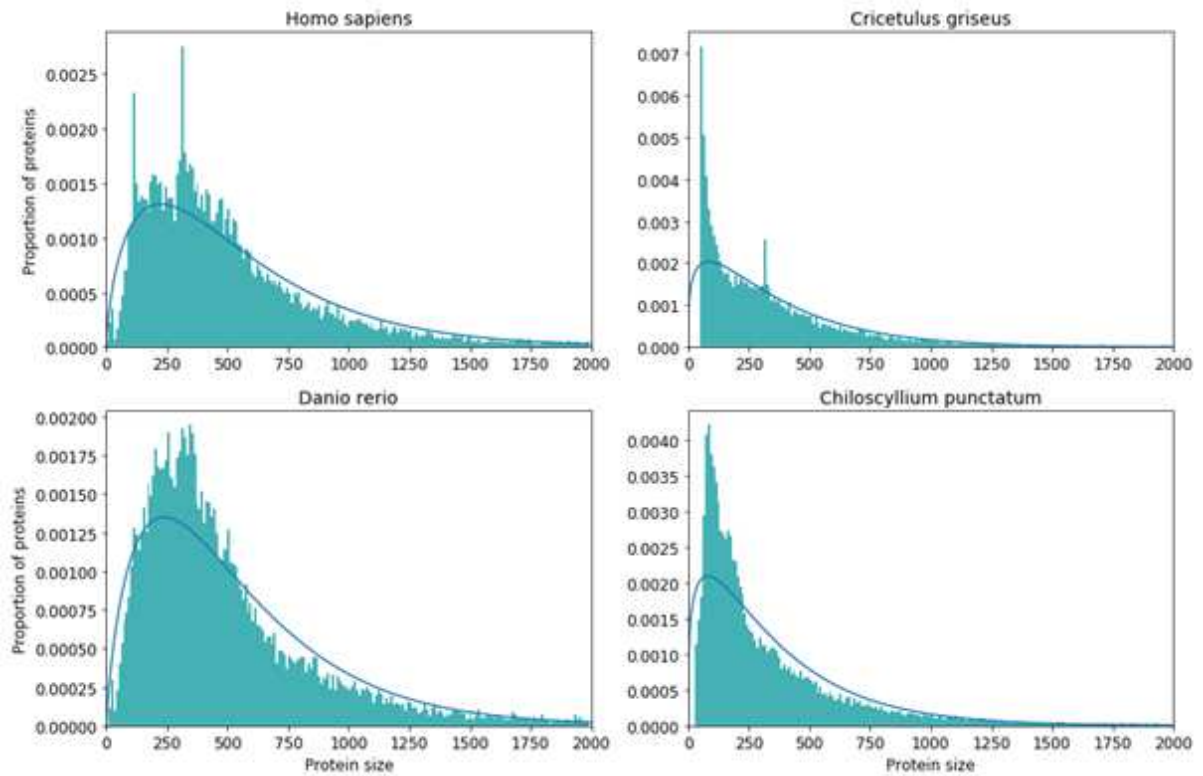 Homo sapiens
Cricetulus griseus
Proportion of proteins
0.0025
0.0020
0.0015
0.0010
0.0005
0.0000
0 250 500 750 1000 1250 1500 1750 2000
0.007
0.006
0.005
0.004
0.003
0.002
0.001
0.000
0 250 500 750 1000 1250 1500 1750 2000
Danio rerio
Chiloscyllium punctatum
Proportion of proteins
0.00200
0.00175
0.00150
0.00125
0.00100
0.00075
0.00050
0.00025
0.00000
0 250 500 750 1000 1250 1500 1750 2000
Protein size
0.0040
0.0035
0.0030
0.0025
0.0020
0.0015
0.0010
0.0005
0.0000
0 250 500 750 1000 1250 1500 1750 2000
Protein size